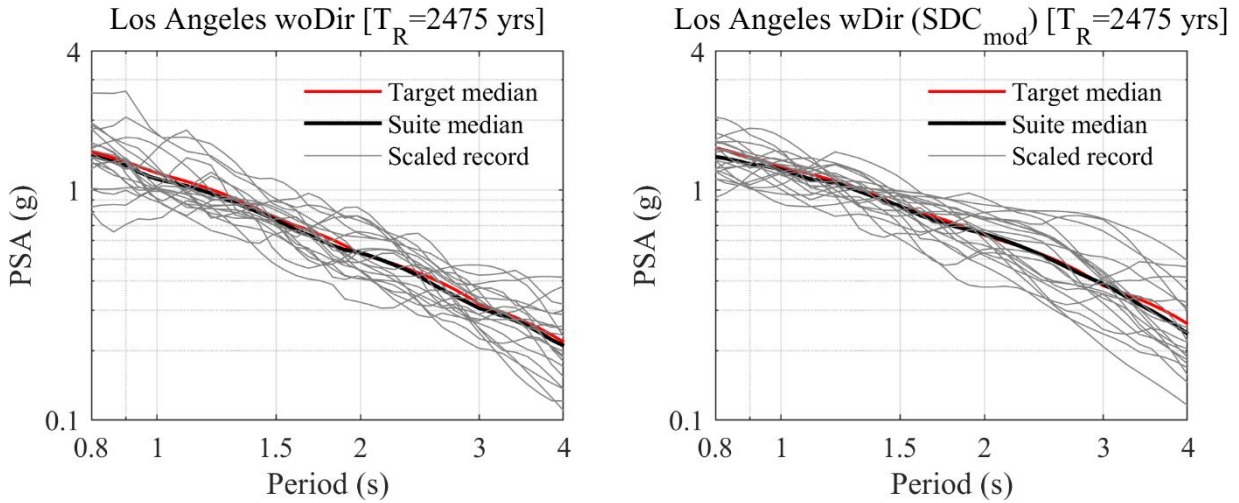 Los Angeles woDir [T_R=2475 yrs]
4
1
0.1
PSA (g)
Target median
Suite median
Scaled record
0.8 1 1.5 2 3 4
Period (s)
Los Angeles wDir (SDC_mod) [T_R=2475 yrs]
4
1
0.1
PSA (g)
Target median
Suite median
Scaled record
0.8 1 1.5 2 3 4
Period (s)